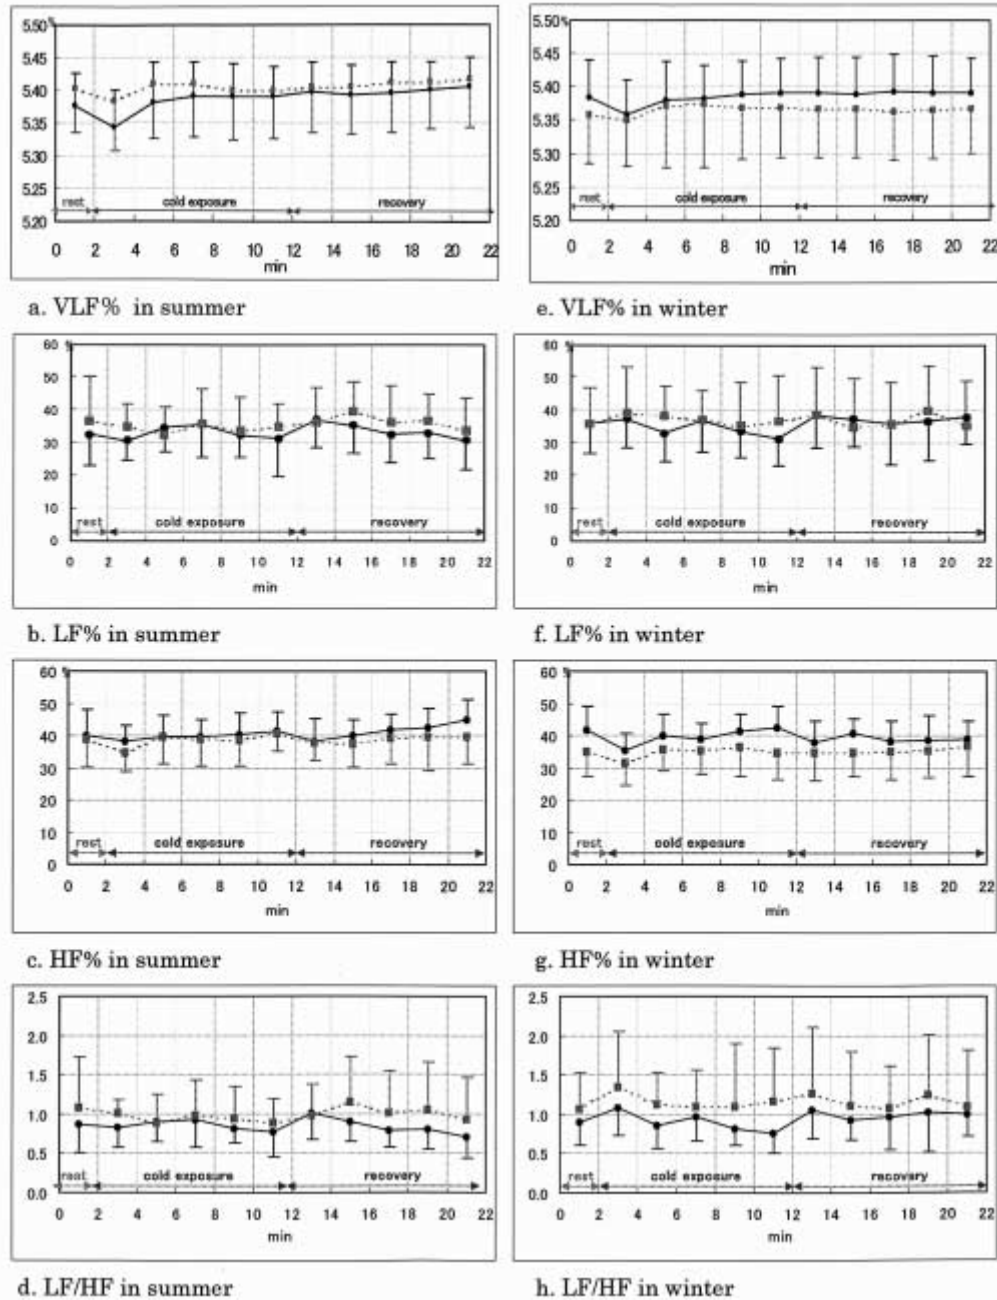 5.50%
5.45
5.40
5.35
5.30
5.25
5.20
rest
cold exposure
recovery
0 2 4 6 8 10 12 14 16 18 20 22
min
a. VLF% in summer
5.50%
5.45
5.40
5.35
5.30
5.25
5.20
rest
cold exposure
recovery
0 2 4 6 8 10 12 14 16 18 20 22
min
e. VLF% in winter
60 %
50
40
30
20
10
0
rest
cold exposure
recovery
0 2 4 6 8 10 12 14 16 18 20 22
min
b. LF% in summer
60 %
50
40
30
20
10
0
rest
cold exposure
recovery
0 2 4 6 8 10 12 14 16 18 20 22
min
f. LF% in winter
60 %
50
40
30
20
10
0
rest
cold exposure
recovery
0 2 4 6 8 10 12 14 16 18 20 22
min
c. HF% in summer
60 %
50
40
30
20
10
0
rest
cold exposure
recovery
0 2 4 6 8 10 12 14 16 18 20 22
min
g. HF% in winter
2.5
2.0
1.5
1.0
0.5
0.0
rest
cold exposure
recovery
0 2 4 6 8 10 12 14 16 18 20 22
min
d. LF/HF in summer
2.5
2.0
1.5
1.0
0.5
0.0
rest
cold exposure
recovery
0 2 4 6 8 10 12 14 16 18 20 22
min
h. LF/HF in winter